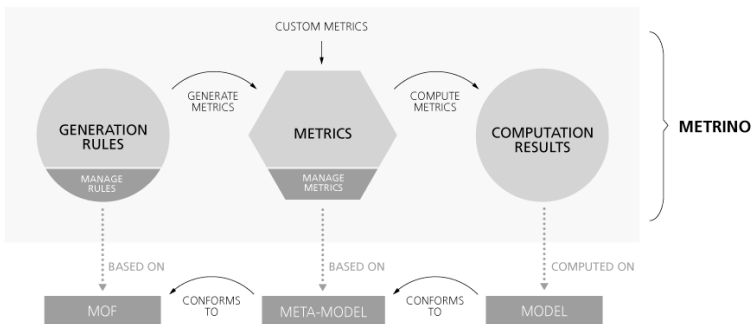 CUSTOM METRICS
GENERATE
METRICS
COMPUTE
METRICS
GENERATION
RULES
METRICS
COMPUTATION
RESULTS
METRINO
MANAGE
RULES
MANAGE
METRICS
BASED ON
BASED ON
COMPUTED ON
MOF
CONFORMS
TO
META-MODEL
CONFORMS
TO
MODEL